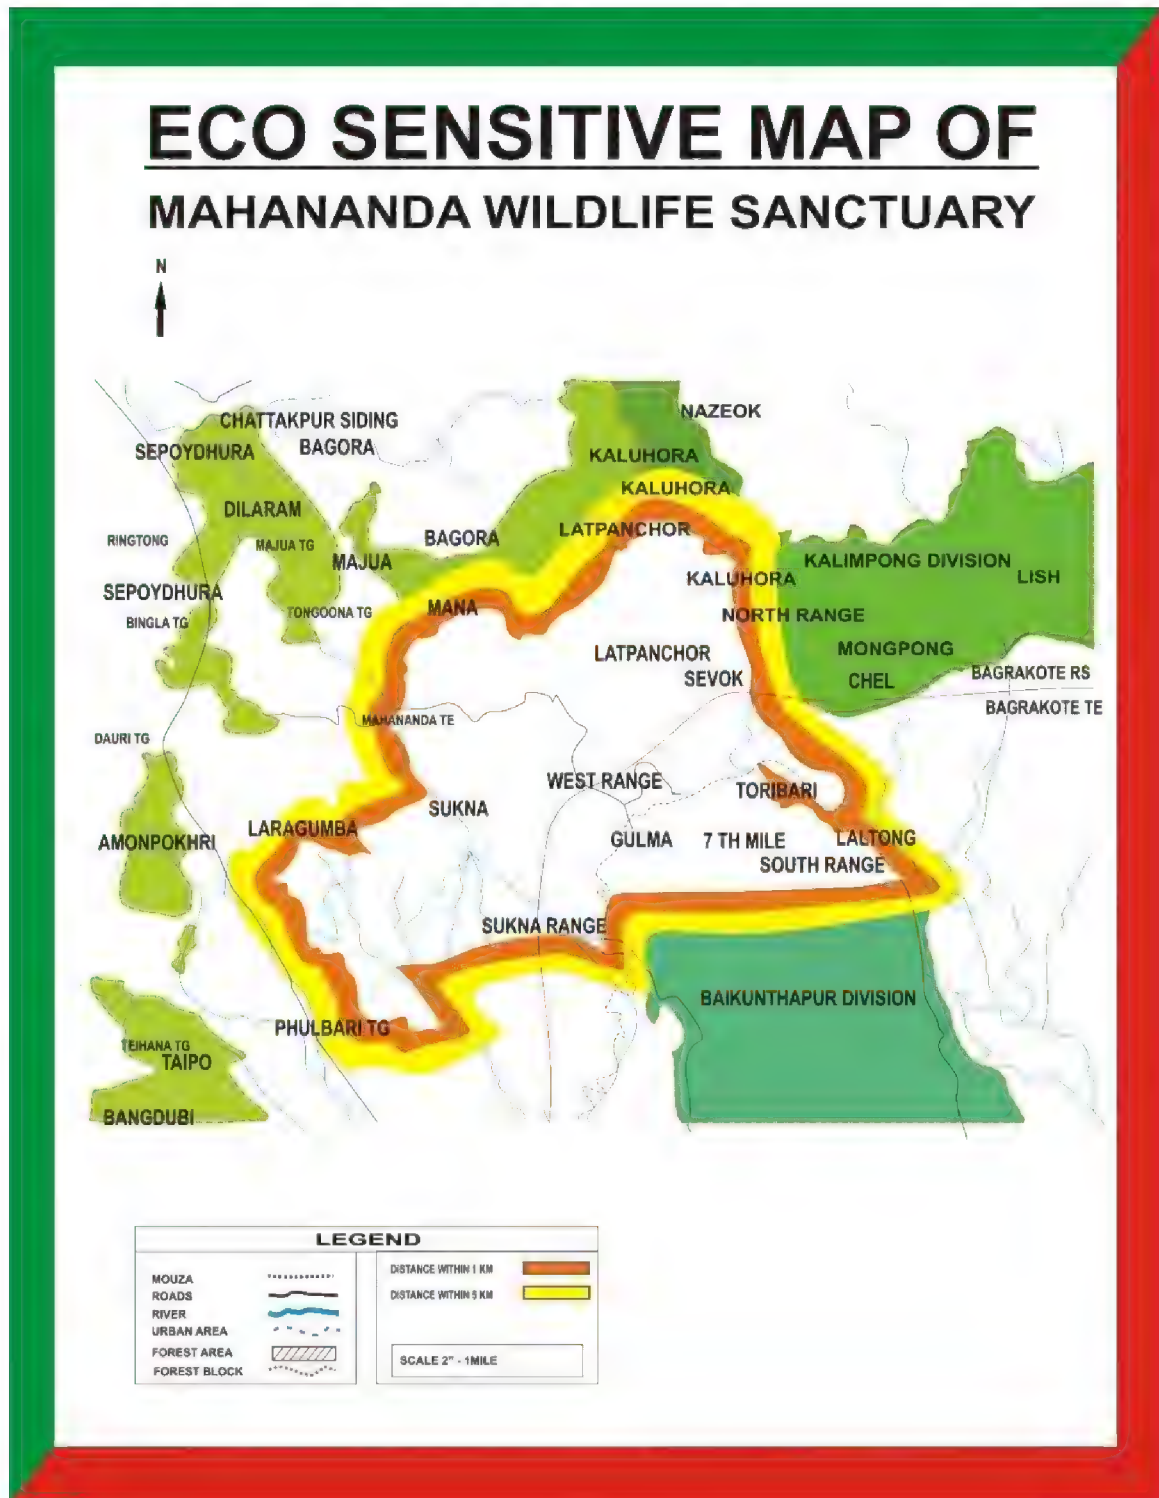 ECO SENSITIVE MAP OF
MAHANANDA WILDLIFE SANCTUARY
N
NAZEOK
CHATTAKPUR SIDING
SEPOYDHURA
BAGORA
KALUHORA
KALUHORA
DILARAM
LATPANCHOR
BAGORA
RINGTONG
MAJUA TG
MAJUA
KALIMPONG DIVISION
LISH
KALUHORA
SEPOYDHURA
BINGLA TG
TONGOONA TG
MANA
NORTH RANGE
LATPANCHOR
MONGPONG
SEVOK
CHEL
BAGRAKOTE RS
BAGRAKOTE TE
MAHANANDA TE
DAURI TG
WEST RANGE
TORIBARI
SUKNA
LARAGUMBA
AMONPOKHRI
GULMA
7 TH MILE
LALTONG
SOUTH RANGE
SUKNA RANGE
BAIKUNTHAPUR DIVISION
PHULBARI TG
TEIHANA TG
TAIPO
BANGDUBI
LEGEND
MOUZA
ROADS
RIVER
URBAN AREA
FOREST AREA
FOREST BLOCK
DISTANCE WITHIN 1 KM
DISTANCE WITHIN 5 KM
SCALE 2" - 1MILE